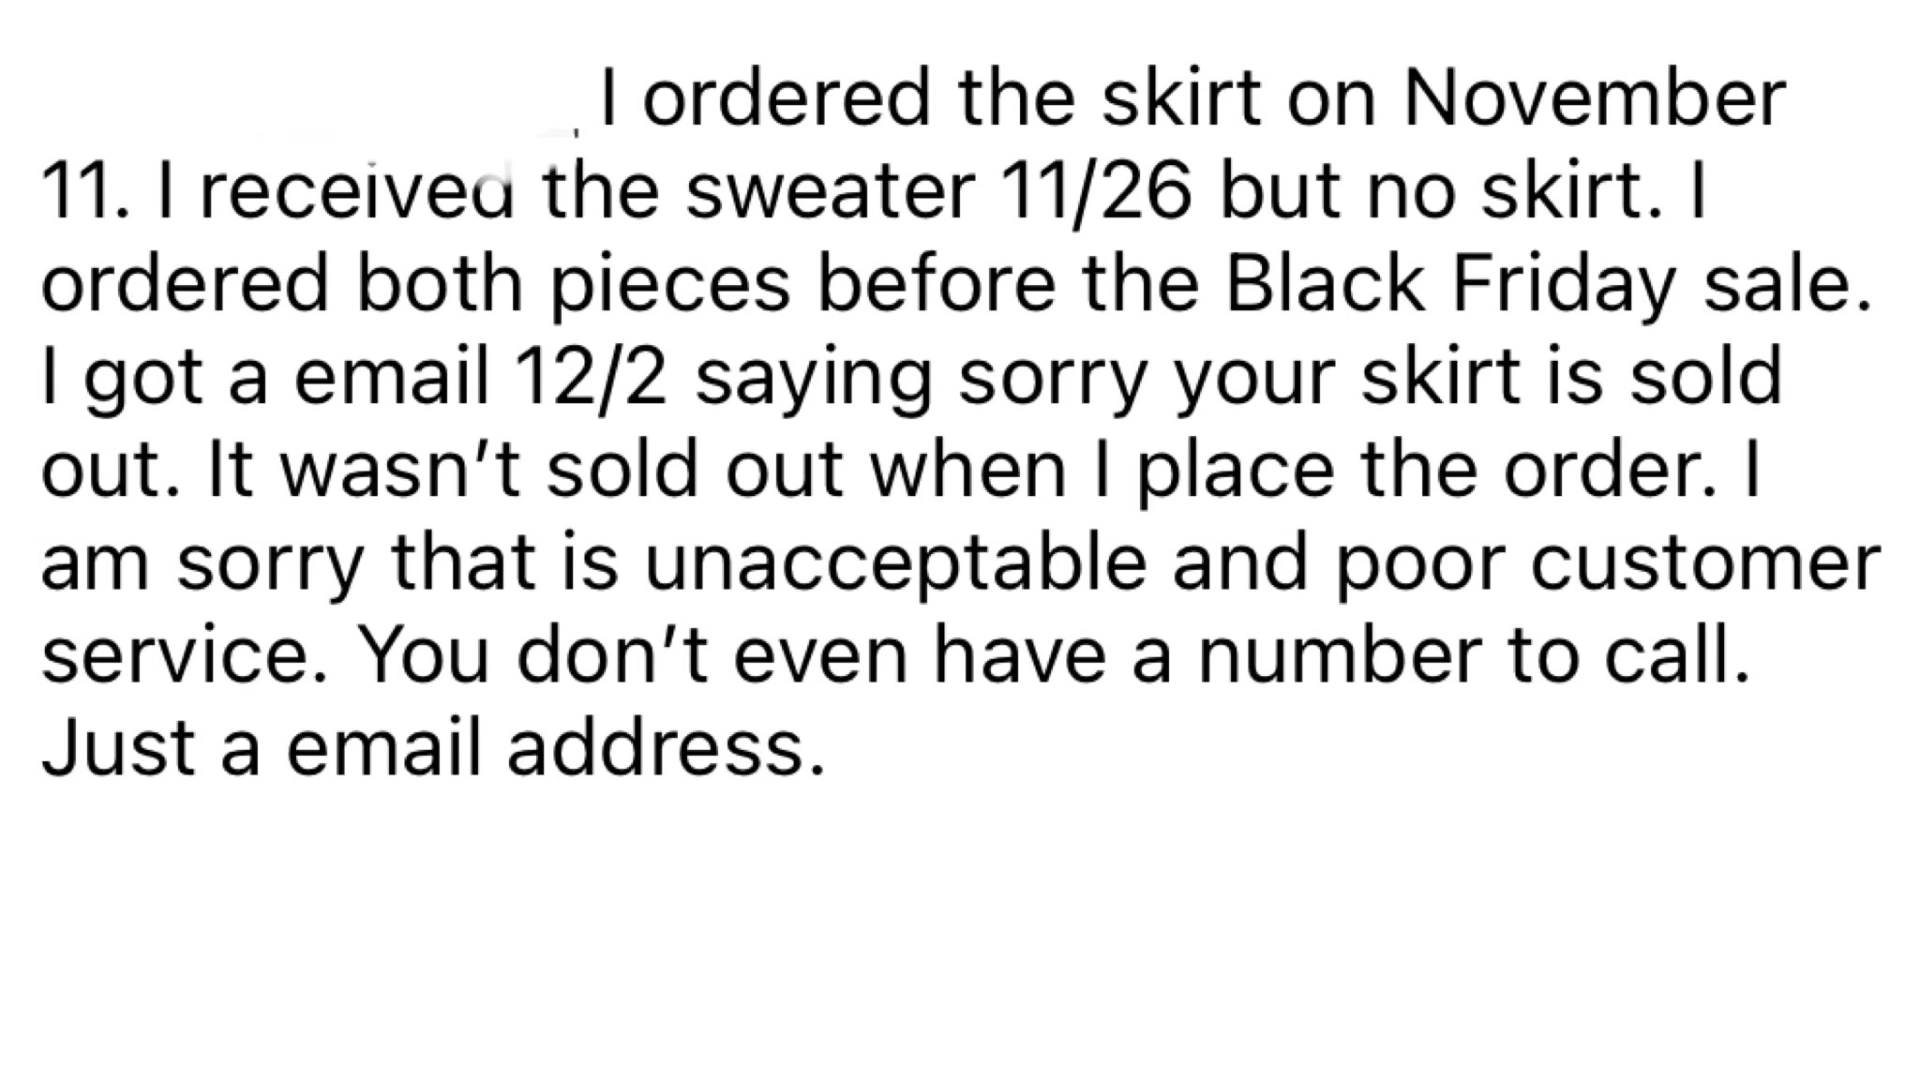 I ordered the skirt on November
11. I received the sweater 11/26 but no skirt. I
ordered both pieces before the Black Friday sale.
I got a email 12/2 saying sorry your skirt is sold
out. It wasn’t sold out when I place the order. I
am sorry that is unacceptable and poor customer
service. You don’t even have a number to call.
Just a email address.